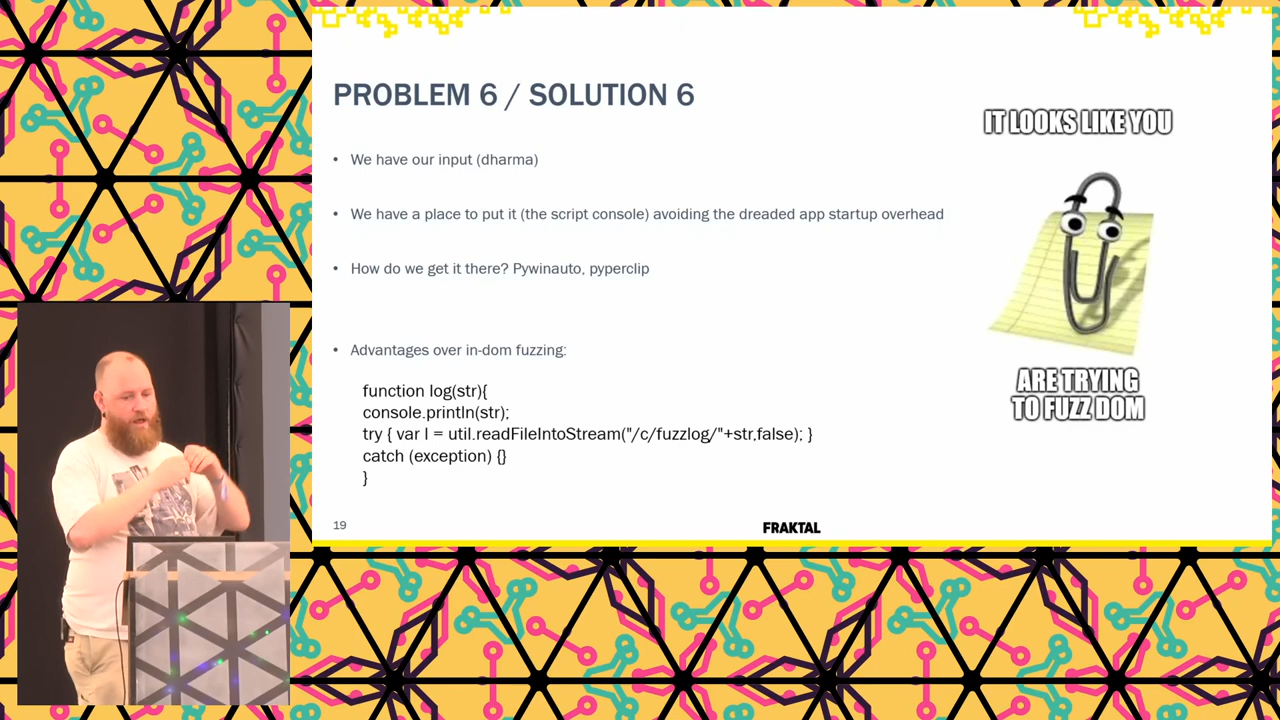 PROBLEM 6 / SOLUTION 6
• We have our input (dharma)
• We have a place to put it (the script console) avoiding the dreaded app startup overhead
• How do we get it there? Pywinauto, pyperclip
• Advantages over in-dom fuzzing:
function log(str){
console.println(str);
try { var l = util.readFileIntoStream("/c/fuzzlog/"+str,false); }
catch (exception) {}
}
IT LOOKS LIKE YOU
ARE TRYING
TO FUZZ DOM
19
FRAKTAL